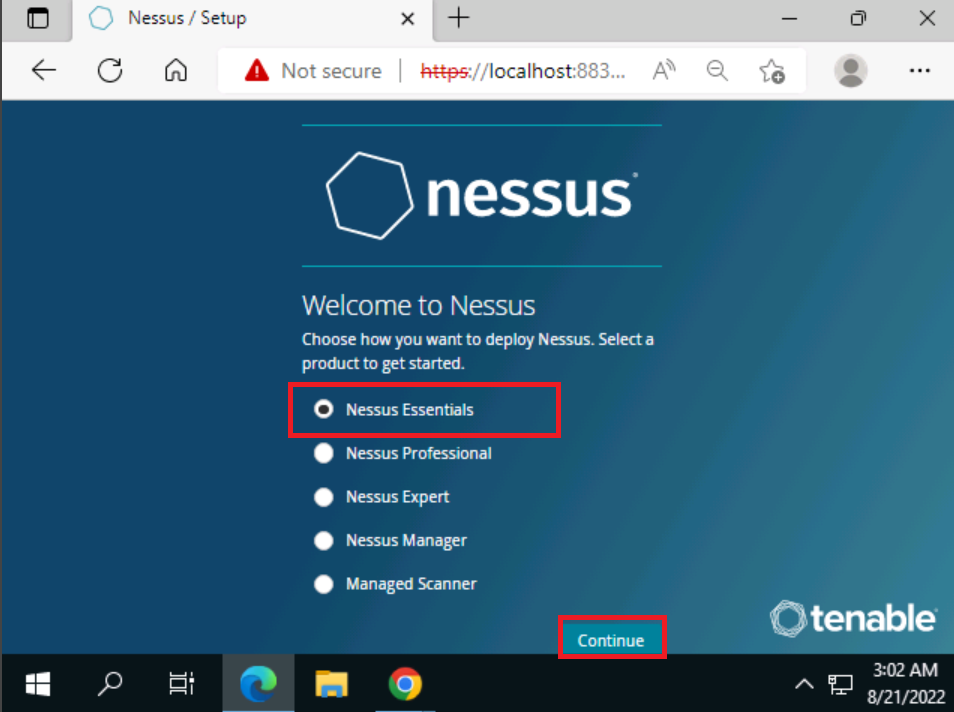 Nessus / Setup
Not secure | https://localhost:883...
nessus
Welcome to Nessus
Choose how you want to deploy Nessus. Select a
product to get started.
Nessus Essentials
Nessus Professional
Nessus Expert
Nessus Manager
Managed Scanner
Continue
tenable
3:02 AM
8/21/2022